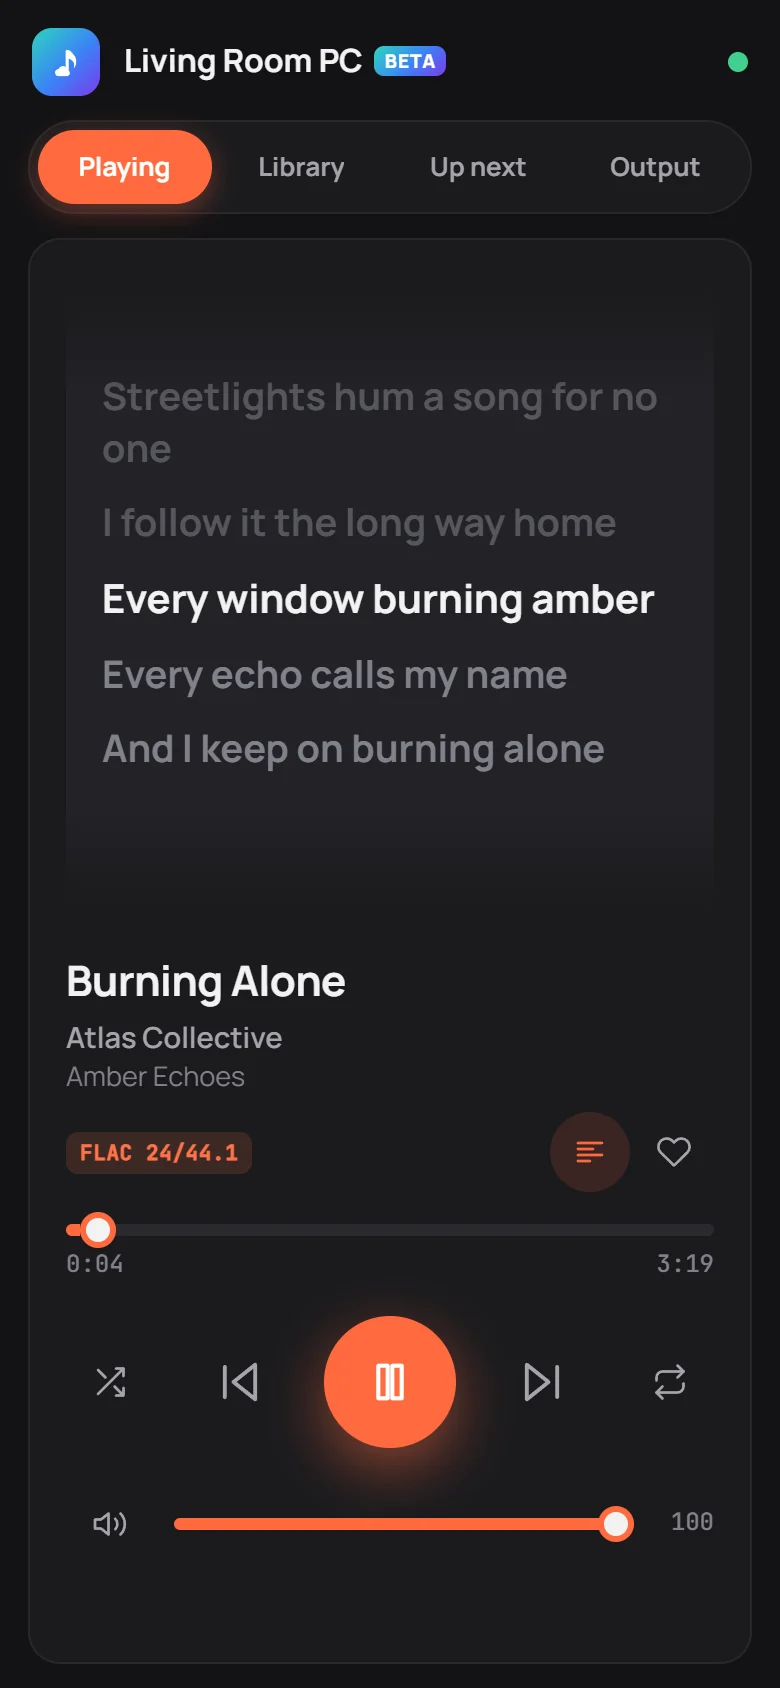 Living Room PC BETA
Playing Library Up next Output
Streetlights hum a song for no
one
I follow it the long way home
Every window burning amber
Every echo calls my name
And I keep on burning alone
Burning Alone
Atlas Collective
Amber Echoes
FLAC 24/44.1
0:04 3:19
100